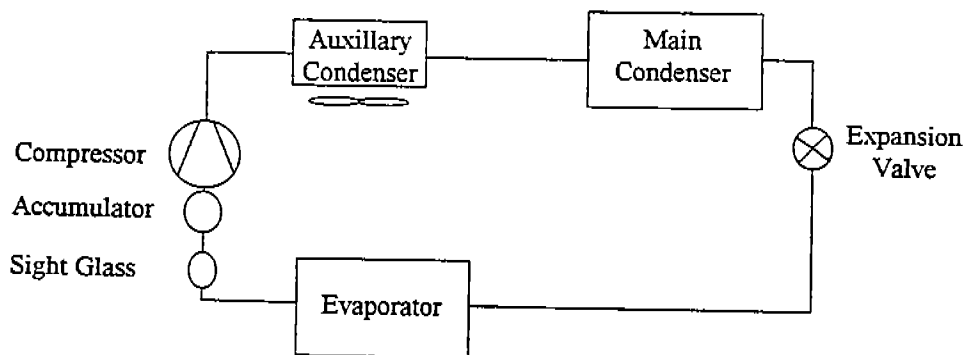 Auxillary
Condenser
Main
Condenser
Compressor
Expansion
Valve
Accumulator
Sight Glass
Evaporator